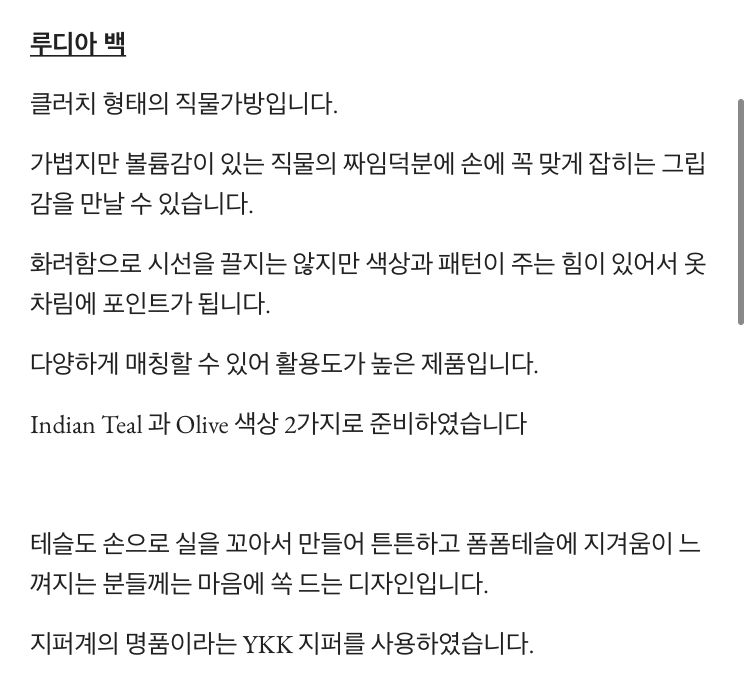 루디아 백
클러치 형태의 직물가방입니다.
가볍지만 볼륨감이 있는 직물의 짜임덕분에 손에 꼭 맞게 잡히는 그립
감을 만날 수 있습니다.
화려함으로 시선을 끌지는 않지만 색상과 패턴이 주는 힘이 있어서 옷
차림에 포인트가 됩니다.
다양하게 매칭할 수 있어 활용도가 높은 제품입니다.
Indian Teal 과 Olive 색상 2가지로 준비하였습니다
테슬도 손으로 실을 꼬아서 만들어 튼튼하고 폼폼테슬에 지겨움이 느
껴지는 분들께는 마음에 쏙 드는 디자인입니다.
지퍼계의 명품이라는 YKK 지퍼를 사용하였습니다.